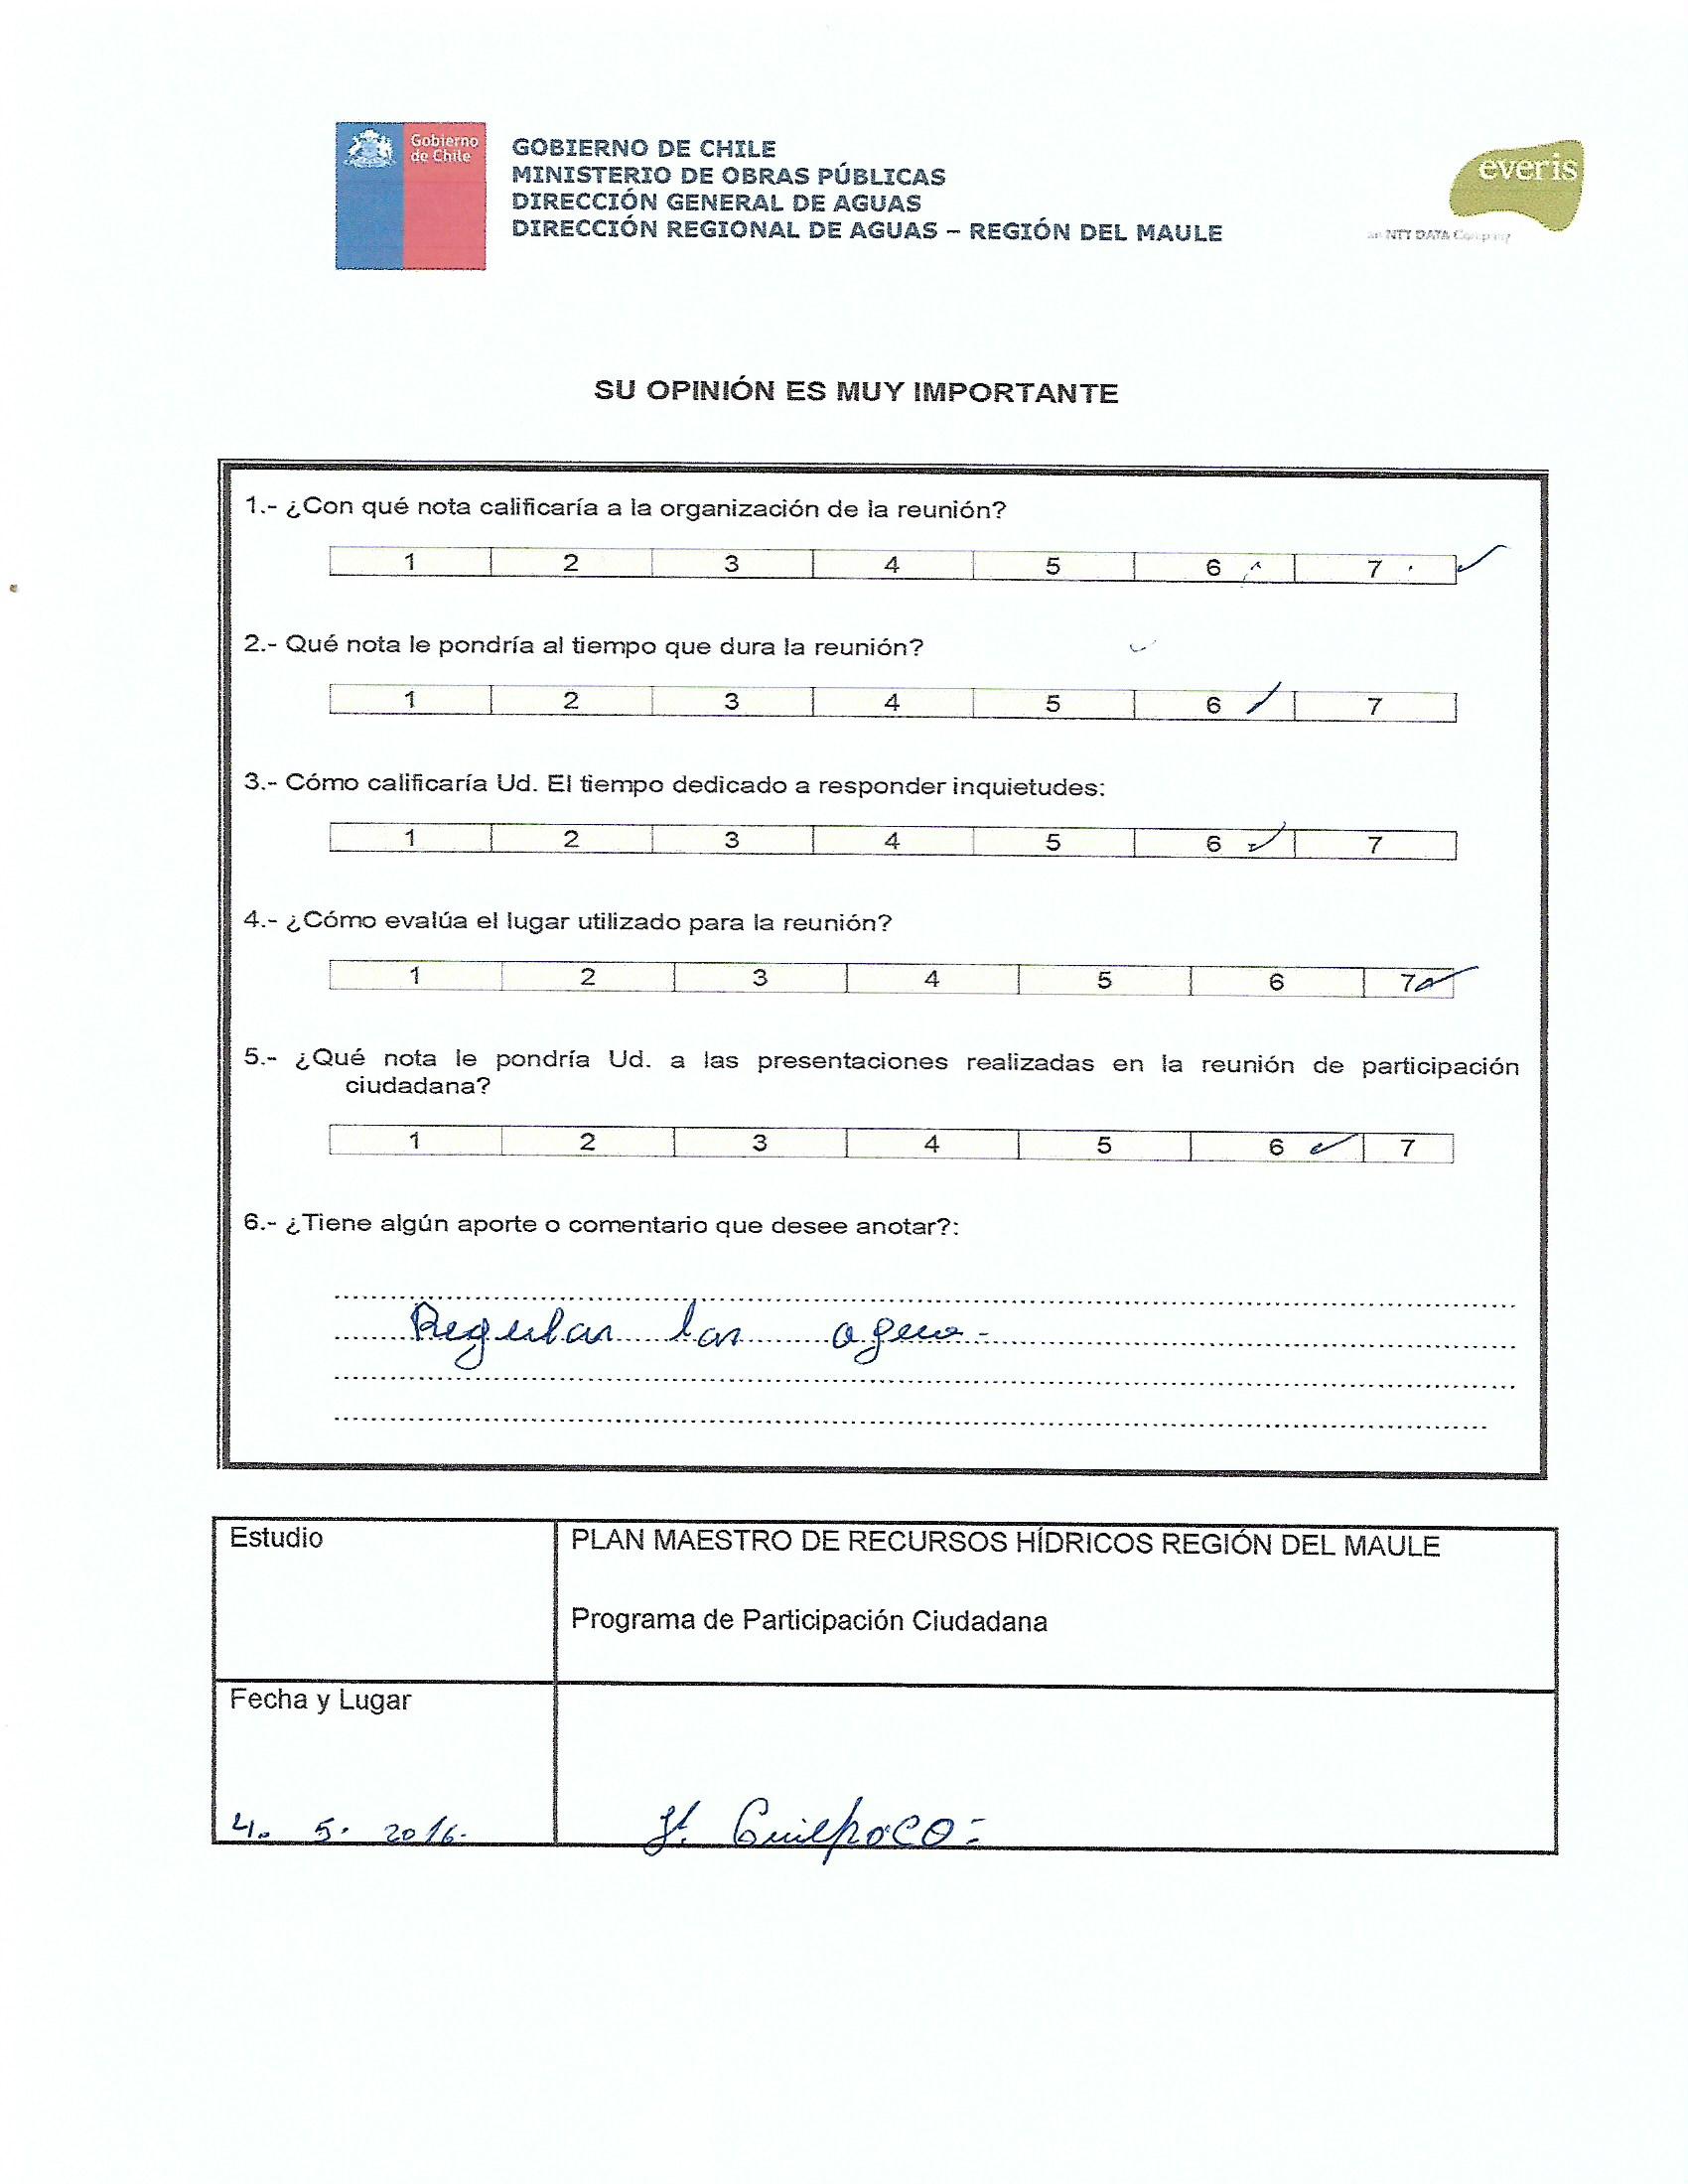 Gobierno
de Chile
GOBIERNO DE CHILE
MINISTERIO DE OBRAS PÚBLICAS
DIRECCIÓN GENERAL DE AGUAS
DIRECCIÓN REGIONAL DE AGUAS – REGIÓN DEL MAULE
everis
an NTT DATA Company
SU OPINIÓN ES MUY IMPORTANTE
1.- ¿Con qué nota calificaría a la organización de la reunión?
1 2 3 4 5 6 7 ✓
2.- Qué nota le pondría al tiempo que dura la reunión?
1 2 3 4 5 6 ✓ 7
3.- Cómo calificaría Ud. El tiempo dedicado a responder inquietudes:
1 2 3 4 5 6 ✓ 7
4.- ¿Cómo evalúa el lugar utilizado para la reunión?
1 2 3 4 5 6 7 ✓
5.- ¿Qué nota le pondría Ud. a las presentaciones realizadas en la reunión de participación
ciudadana?
1 2 3 4 5 6 ✓ 7
6.- ¿Tiene algún aporte o comentario que desee anotar?:
Regular las
Estudio
PLAN MAESTRO DE RECURSOS HÍDRICOS REGIÓN DEL MAULE
Programa de Participación Ciudadana
Fecha y Lugar
4. 5. 2016.
Guilpoco